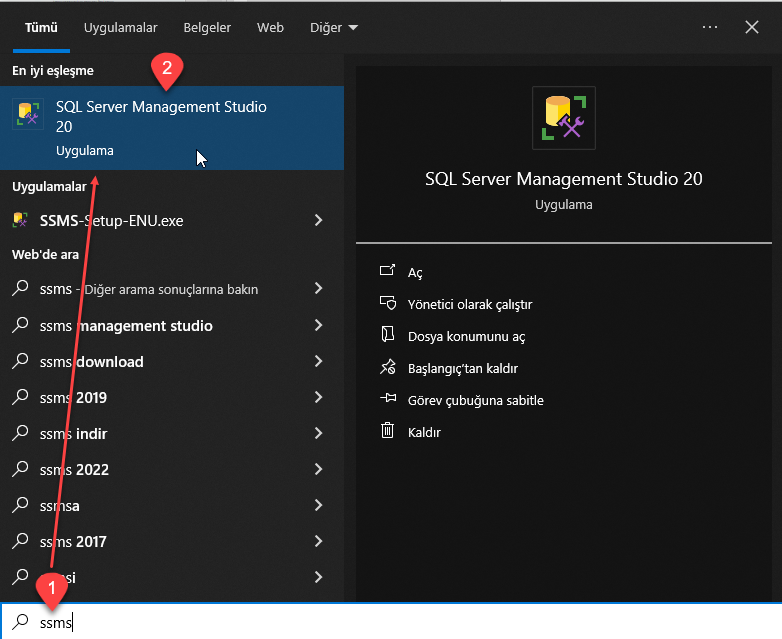 Tümü Uygulamalar Belgeler Web Diğer
En iyi eşleşme
2
SQL Server Management Studio
20
Uygulama
Uygulamalar
SSMS-Setup-ENU.exe
Web'de ara
ssms - Diğer arama sonuçlarına bakın
ssms management studio
ssms download
ssms 2019
ssms indir
ssms 2022
ssmsa
ssms 2017
1
ssms
SQL Server Management Studio 20
Uygulama
Aç
Yönetici olarak çalıştır
Dosya konumunu aç
Başlangıç'tan kaldır
Görev çubuğuna sabitle
Kaldır